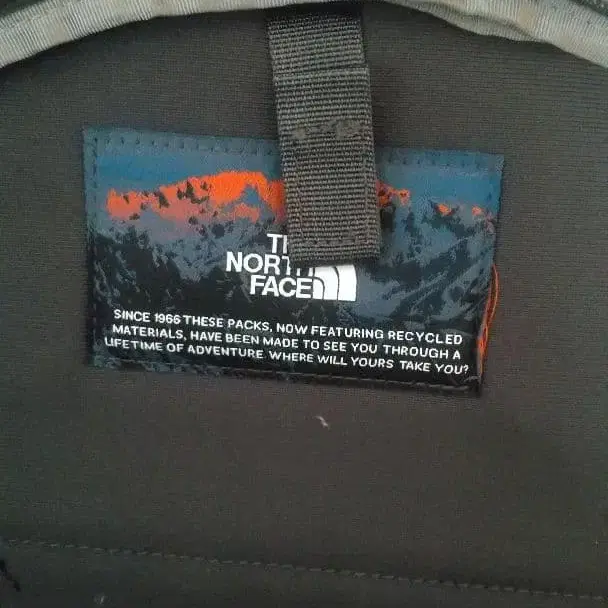 TH
NORTH
FACE
SINCE 1966 THESE PACKS, NOW FEATURING RECYCLED
MATERIALS, HAVE BEEN MADE TO SEE YOU THROUGH A
LIFETIME OF ADVENTURE. WHERE WILL YOURS TAKE YOU?